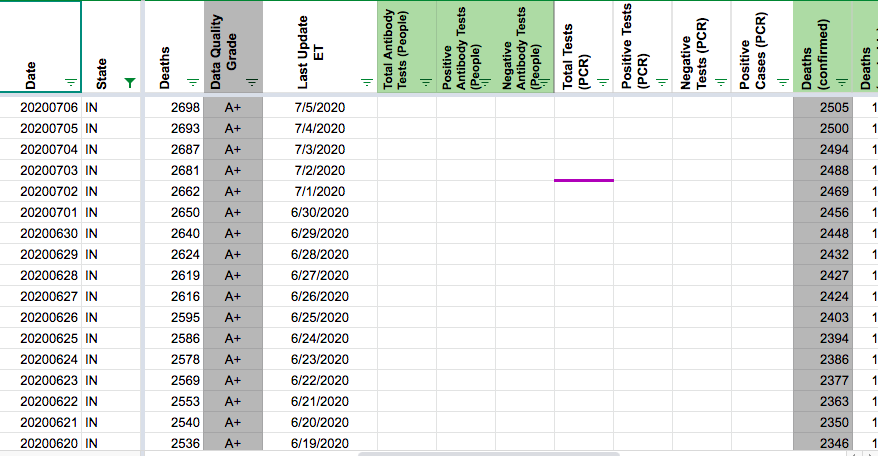 Date State Deaths Data Quality Grade Last Update ET Total Antibody Tests (People) Positive Antibody Tests (People) Negative Antibody Tests (People) Total Tests (PCR) Positive Tests (PCR) Negative Tests (PCR) Positive Cases (PCR) Deaths (confirmed) Deaths
20200706 IN 2698 A+ 7/5/2020 2505 1
20200705 IN 2693 A+ 7/4/2020 2500 1
20200704 IN 2687 A+ 7/3/2020 2494 1
20200703 IN 2681 A+ 7/2/2020 2488 1
20200702 IN 2662 A+ 7/1/2020 2469 1
20200701 IN 2650 A+ 6/30/2020 2456 1
20200630 IN 2640 A+ 6/29/2020 2448 1
20200629 IN 2624 A+ 6/28/2020 2432 1
20200628 IN 2619 A+ 6/27/2020 2427 1
20200627 IN 2616 A+ 6/26/2020 2424 1
20200626 IN 2595 A+ 6/25/2020 2403 1
20200625 IN 2586 A+ 6/24/2020 2394 1
20200624 IN 2578 A+ 6/23/2020 2386 1
20200623 IN 2569 A+ 6/22/2020 2377 1
20200622 IN 2553 A+ 6/21/2020 2363 1
20200621 IN 2540 A+ 6/20/2020 2350 1
20200620 IN 2536 A+ 6/19/2020 2346 1